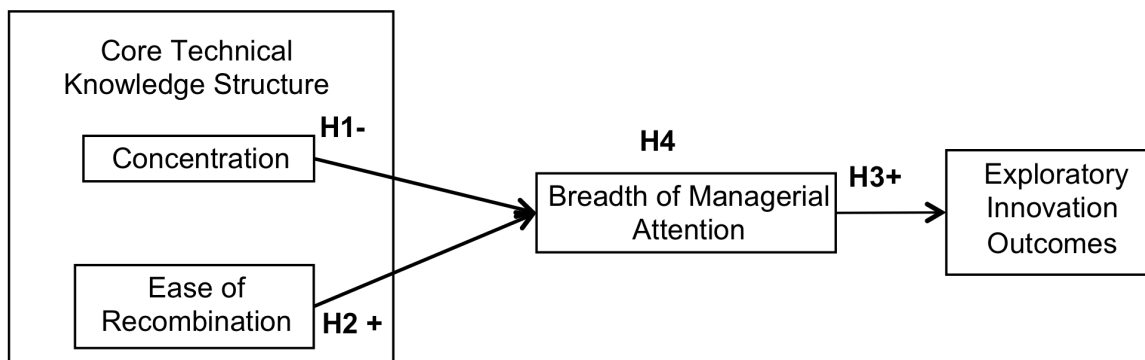 Core Technical
Knowledge Structure
H1-
Concentration
H4
Breadth of Managerial
Attention
H3+
Exploratory
Innovation
Outcomes
Ease of
Recombination
H2 +